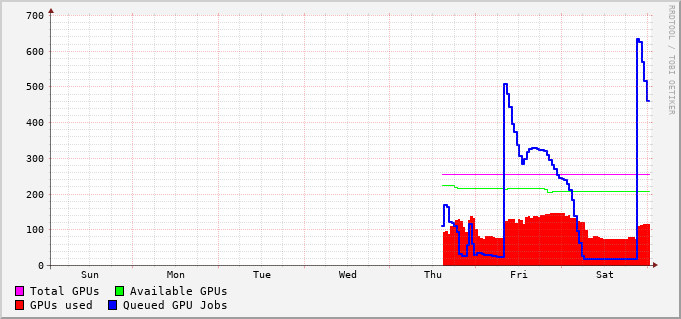 700
600
500
400
300
200
100
0
Sun Mon Tue Wed Thu Fri Sat
Total GPUs Available GPUs
GPUs used Queued GPU Jobs
RRDTOOL / TOBI OETIKER